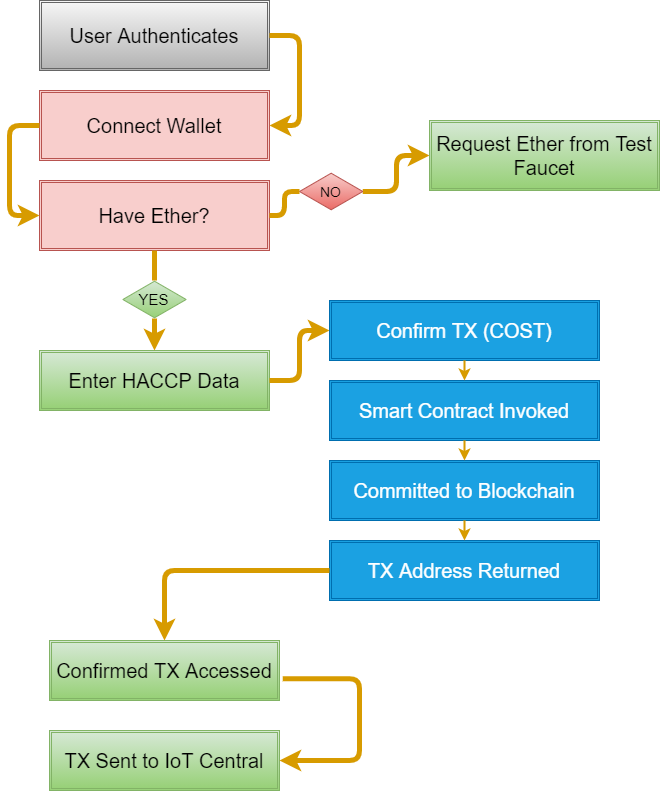 User Authenticates
Connect Wallet
Request Ether from Test
Faucet
Have Ether?
NO
YES
Enter HACCP Data
Confirm TX (COST)
Smart Contract Invoked
Committed to Blockchain
TX Address Returned
Confirmed TX Accessed
TX Sent to IoT Central